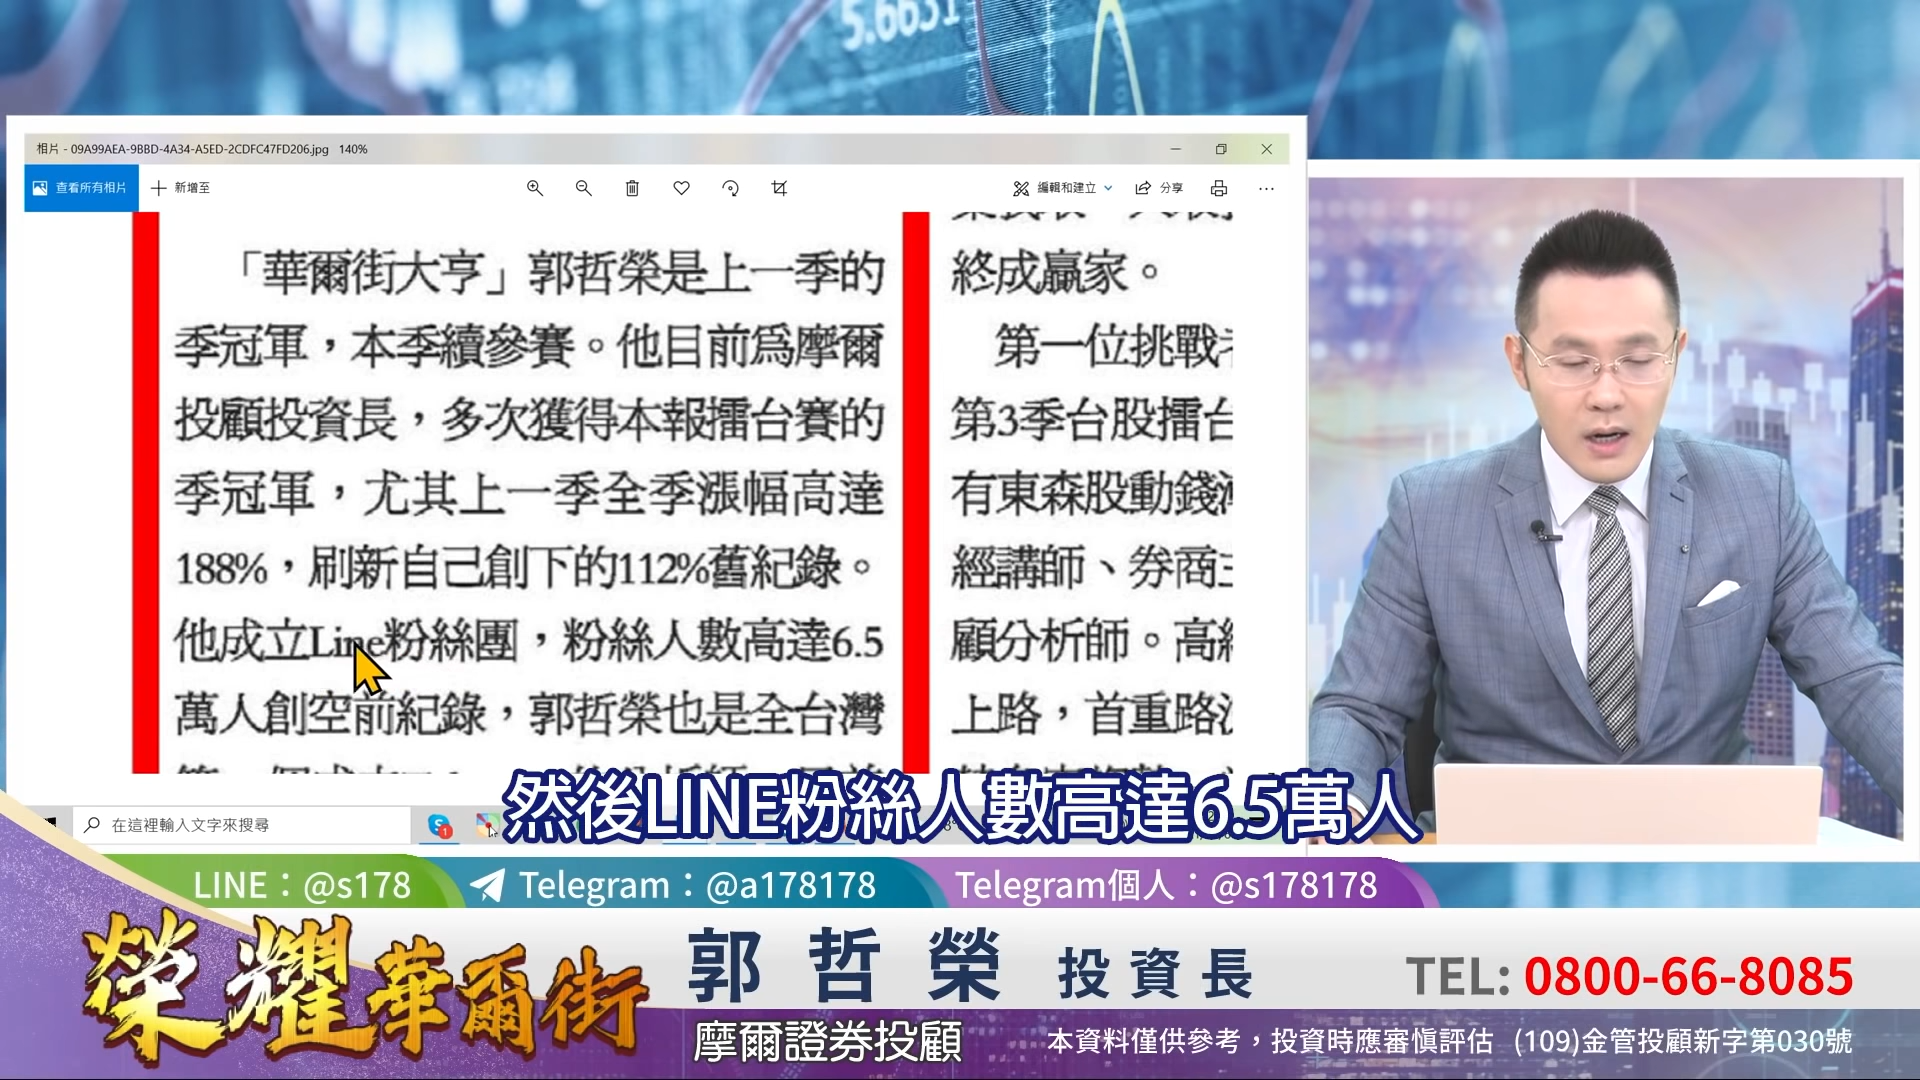 5.6631
相片 - 09A99AEA-9BBD-4A34-A5ED-2CDFC47FD206.jpg 140%
查看所有相片
新增至
編輯和建立
分享
「華爾街大亨」郭哲榮是上一季的
季冠軍，本季續參賽。他目前為摩爾
投顧投資長，多次獲得本報擂台賽的
季冠軍，尤其上一季全季漲幅高達
188%，刷新自己創下的112%舊紀錄。
他成立Line粉絲團，粉絲人數高達6.5
萬人創空前紀錄，郭哲榮也是全台灣
終成贏家。
第一位挑戰
第3季台股擂台
有東森股動錢
經講師、券商
顧分析師。高
上路，首重路
然後LINE粉絲人數高達6.5萬人
在這裡輸入文字來搜尋
LINE：@s178
Telegram：@a178178
Telegram個人：@s178178
榮耀華爾街
郭哲榮 投資長
TEL: 0800-66-8085
摩爾證券投顧
本資料僅供參考，投資時應審慎評估 (109)金管投顧新字第030號